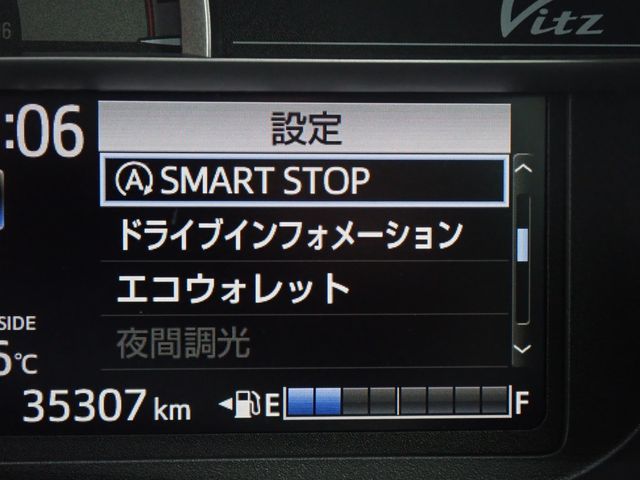 6
Vitz
:06
設定
A SMART STOP
ドライブインフォメーション
エコウォレット
夜間調光
SIDE
℃
35307 km
E
F